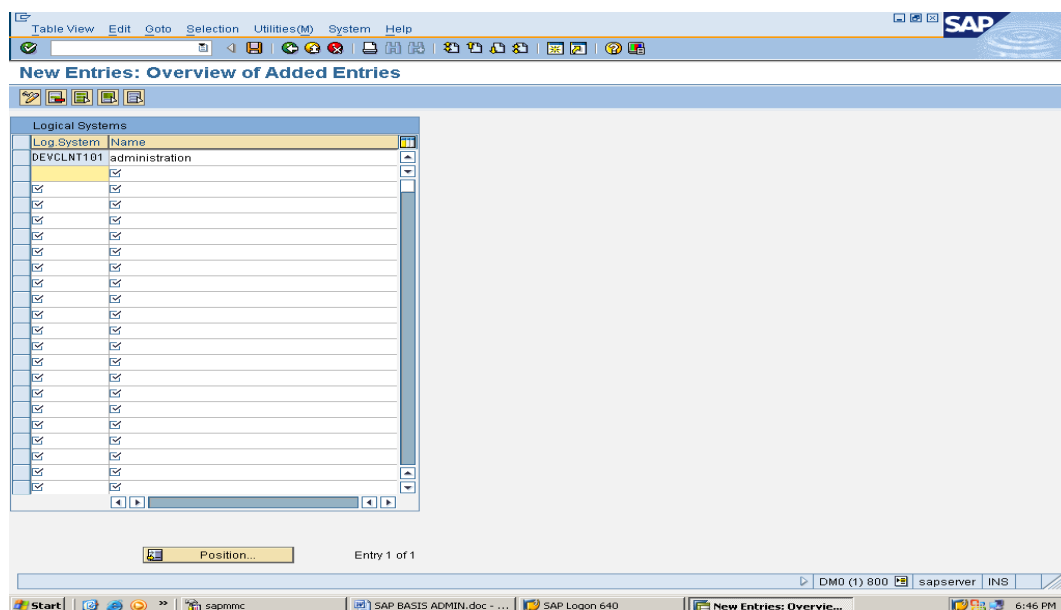 Table View Edit Goto Selection Utilities(M) System Help
SAP
New Entries: Overview of Added Entries
Logical Systems
Log.System Name
DEVCLNT101 administration
Position... Entry 1 of 1
DM0 (1) 800 sapserver INS
Start » sapmmc SAP BASIS ADMIN.doc - ... SAP Logon 640 New Entries: Overvie... 6:46 PM